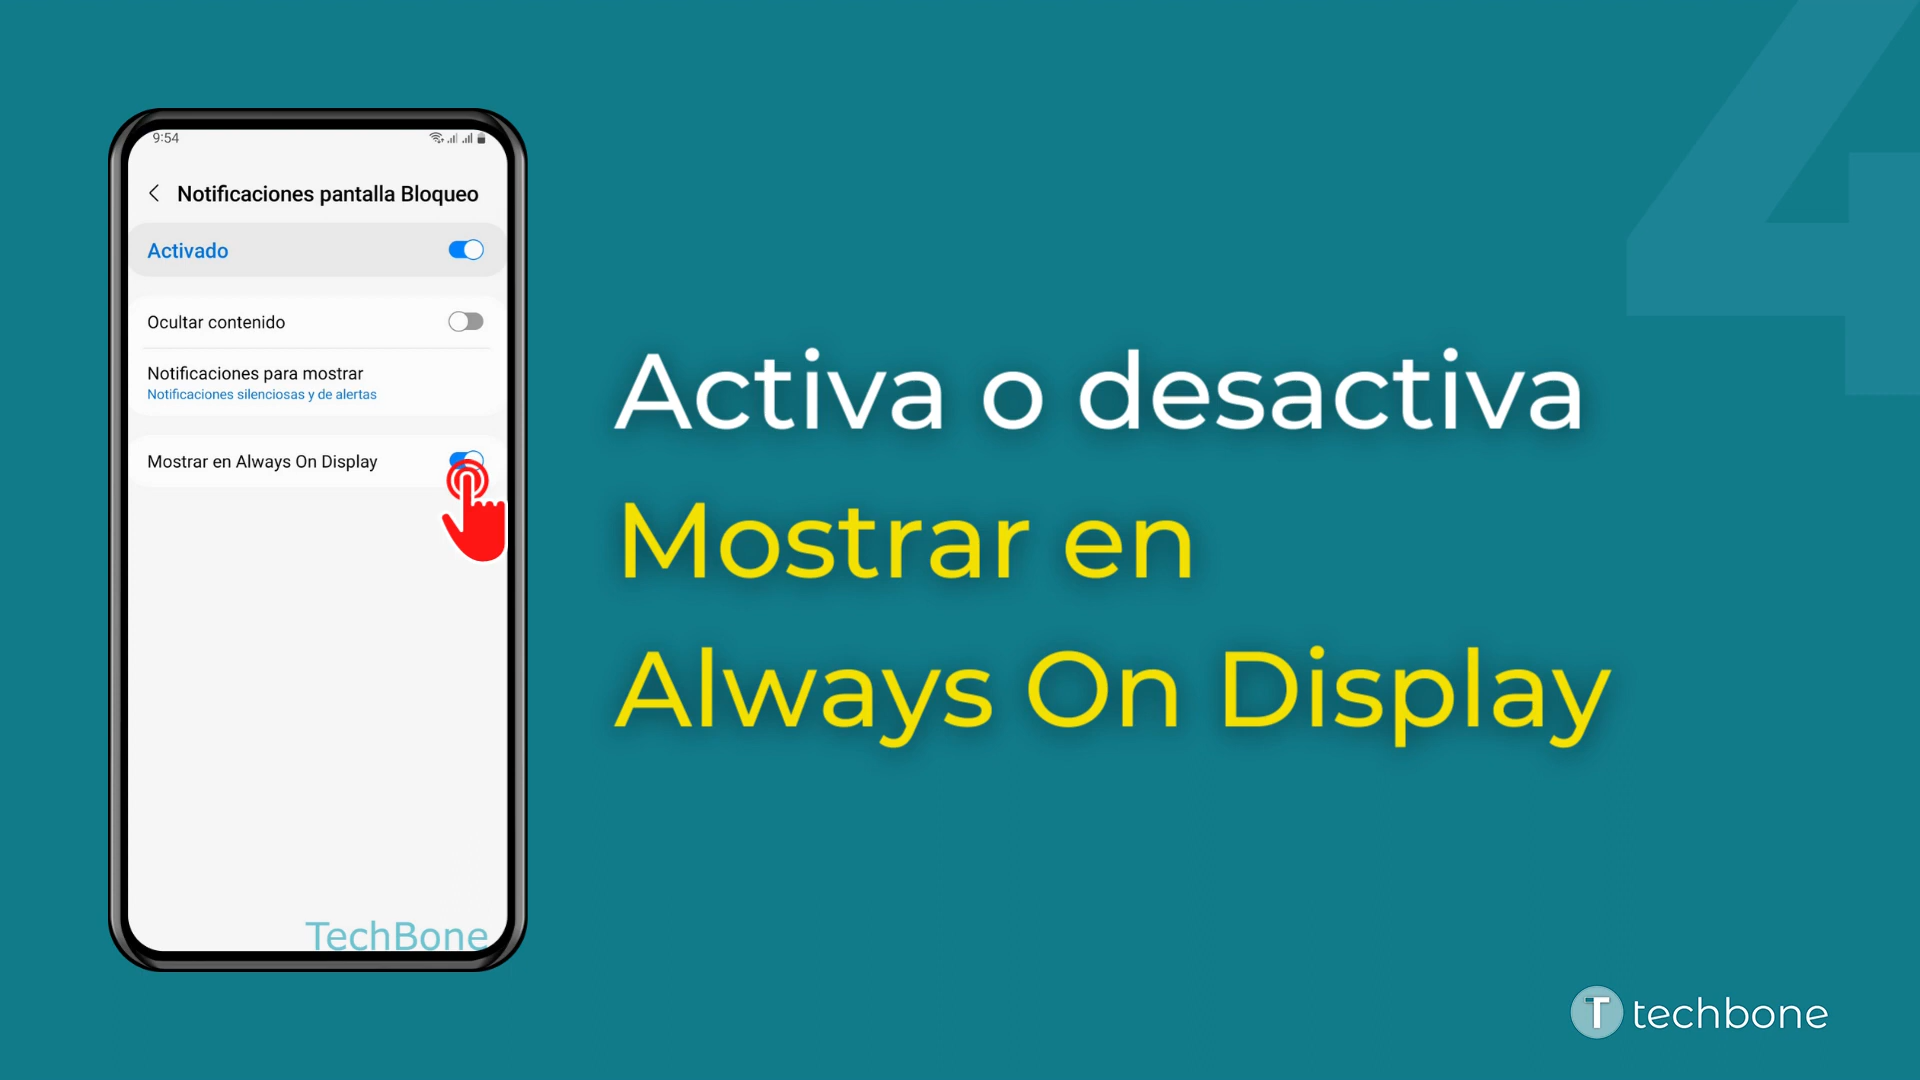 4
9:54
Notificaciones pantalla Bloqueo
Activado
Ocultar contenido
Notificaciones para mostrar
Notificaciones silenciosas y de alertas
Mostrar en Always On Display
TechBone
Activa o desactiva
Mostrar en
Always On Display
T techbone